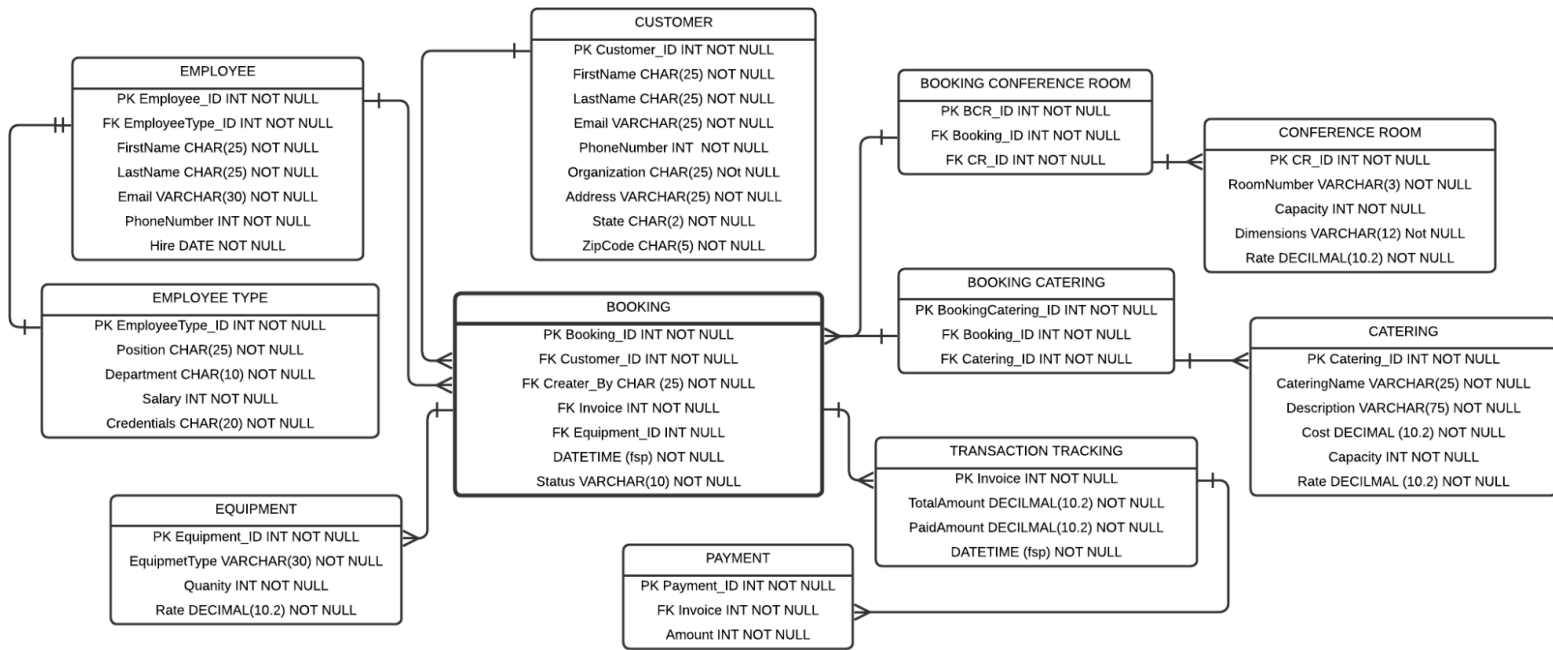 CUSTOMER
PK Customer_ID INT NOT NULL
FirstName CHAR(25) NOT NULL
LastName CHAR(25) NOT NULL
Email VARCHAR(25) NOT NULL
PhoneNumber INT  NOT NULL
Organization CHAR(25) NOt NULL
Address VARCHAR(25) NOT NULL
State CHAR(2) NOT NULL
ZipCode CHAR(5) NOT NULL
EMPLOYEE
PK Employee_ID INT NOT NULL
FK EmployeeType_ID INT NOT NULL
FirstName CHAR(25) NOT NULL
LastName CHAR(25) NOT NULL
Email VARCHAR(30) NOT NULL
PhoneNumber INT NOT NULL
Hire DATE NOT NULL
BOOKING CONFERENCE ROOM
PK BCR_ID INT NOT NULL
FK Booking_ID INT NOT NULL
FK CR_ID INT NOT NULL
CONFERENCE ROOM
PK CR_ID INT NOT NULL
RoomNumber VARCHAR(3) NOT NULL
Capacity INT NOT NULL
Dimensions VARCHAR(12) Not NULL
Rate DECILMAL(10.2) NOT NULL
EMPLOYEE TYPE
PK EmployeeType_ID INT NOT NULL
Position CHAR(25) NOT NULL
Department CHAR(10) NOT NULL
Salary INT NOT NULL
Credentials CHAR(20) NOT NULL
BOOKING
PK Booking_ID INT NOT NULL
FK Customer_ID INT NOT NULL
FK Creater_By CHAR (25) NOT NULL
FK Invoice INT NOT NULL
FK Equipment_ID INT NULL
DATETIME (fsp) NOT NULL
Status VARCHAR(10) NOT NULL
BOOKING CATERING
PK BookingCatering_ID INT NOT NULL
FK Booking_ID INT NOT NULL
FK Catering_ID INT NOT NULL
CATERING
PK Catering_ID INT NOT NULL
CateringName VARCHAR(25) NOT NULL
Description VARCHAR(75) NOT NULL
Cost DECIMAL (10.2) NOT NULL
Capacity INT NOT NULL
Rate DECILMAL (10.2) NOT NULL
TRANSACTION TRACKING
PK Invoice INT NOT NULL
TotalAmount DECILMAL(10.2) NOT NULL
PaidAmount DECILMAL(10.2) NOT NULL
DATETIME (fsp) NOT NULL
EQUIPMENT
PK Equipment_ID INT NOT NULL
EquipmetType VARCHAR(30) NOT NULL
Quanity INT NOT NULL
Rate DECIMAL(10.2) NOT NULL
PAYMENT
PK Payment_ID INT NOT NULL
FK Invoice INT NOT NULL
Amount INT NOT NULL